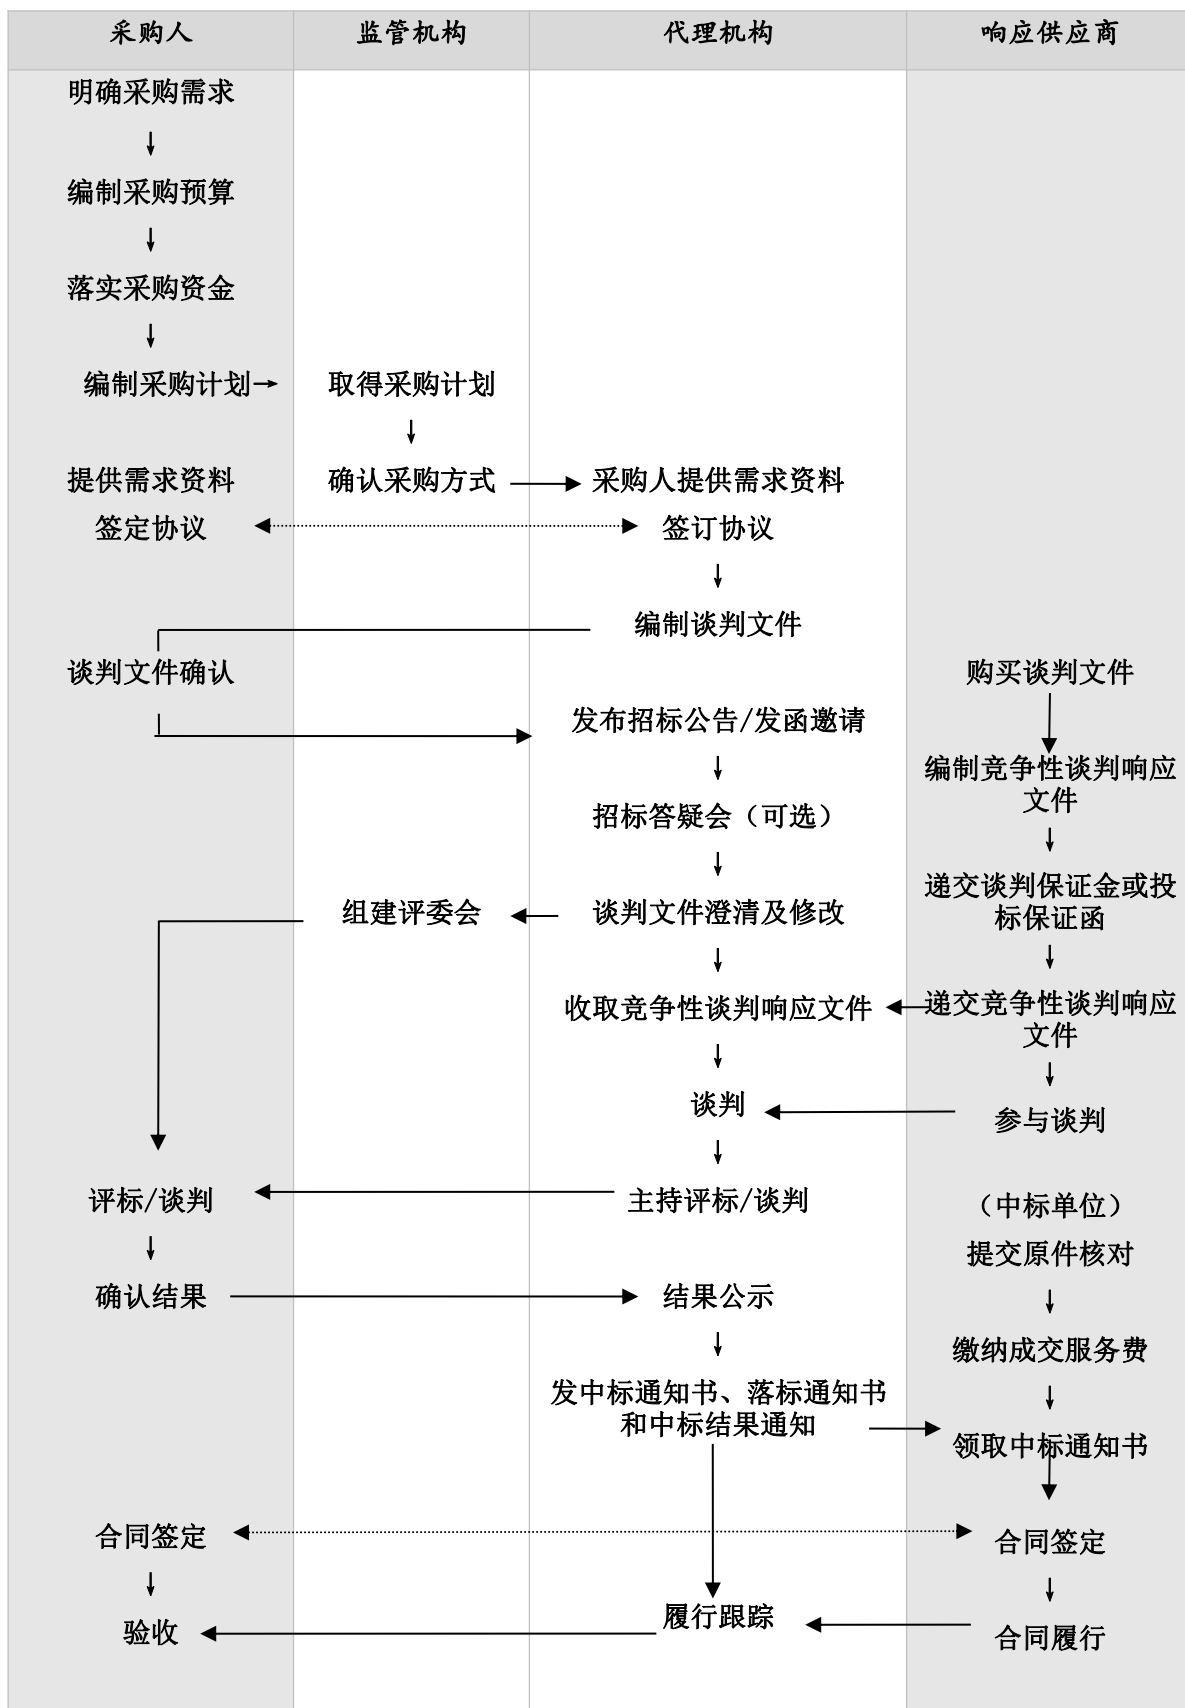 采购人 监管机构 代理机构 响应供应商
明确采购需求
编制采购预算
落实采购资金
编制采购计划 取得采购计划
提供需求资料 确认采购方式 采购人提供需求资料
签定协议 签订协议
编制谈判文件
谈判文件确认 购买谈判文件
发布招标公告/发函邀请
编制竞争性谈判响应
文件
招标答疑会（可选）
递交谈判保证金或投
标保证函
组建评委会 谈判文件澄清及修改
收取竞争性谈判响应文件 递交竞争性谈判响应
文件
谈判 参与谈判
评标/谈判 主持评标/谈判 （中标单位）
提交原件核对
确认结果 结果公示
缴纳成交服务费
发中标通知书、落标通知书
和中标结果通知
领取中标通知书
合同签定 合同签定
履行跟踪
验收 合同履行